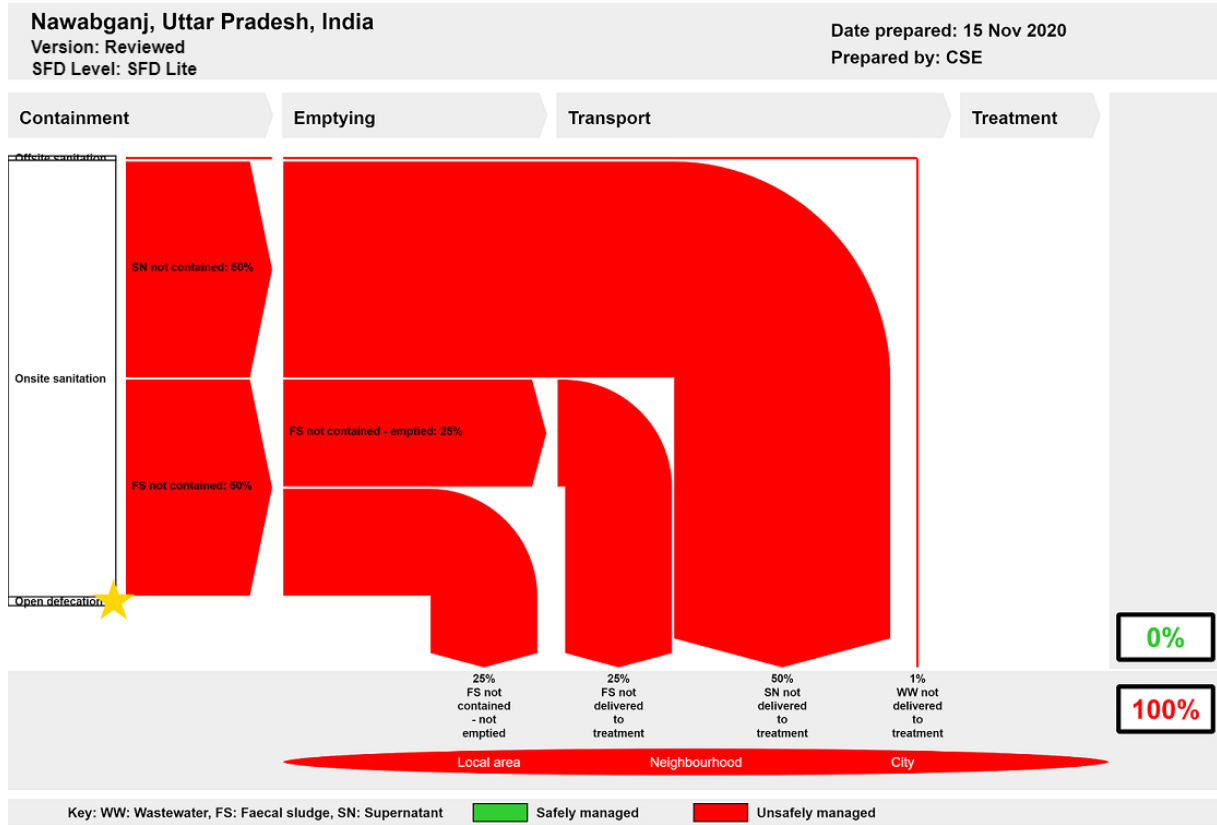 Nawabganj, Uttar Pradesh, India
Version: Reviewed
SFD Level: SFD Lite
Date prepared: 15 Nov 2020
Prepared by: CSE
Containment
Emptying
Transport
Treatment
Offsite sanitation
SN not contained: 50%
Onsite sanitation
FS not contained - emptied: 25%
FS not contained: 50%
Open defecation
0%
100%
25%
FS not
contained
- not
emptied
25%
FS not
delivered
to
treatment
50%
SN not
delivered
to
treatment
1%
WW not
delivered
to
treatment
Local area
Neighbourhood
City
Key: WW: Wastewater, FS: Faecal sludge, SN: Supernatant
Safely managed
Unsafely managed